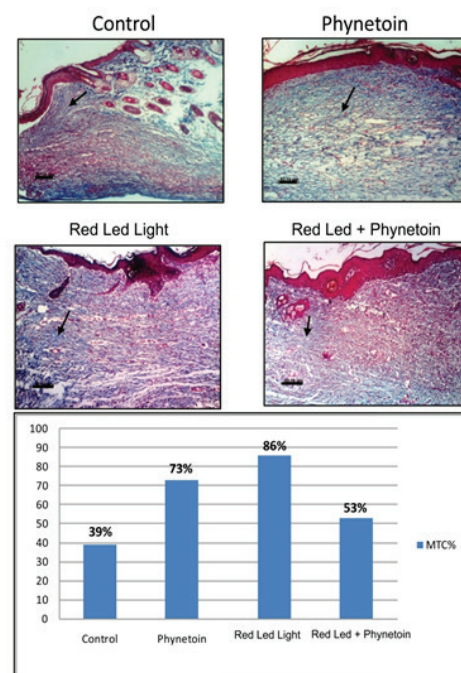 Control
Phynetoin
Red Led Light
Red Led + Phynetoin
100
90
80
70
60
50
40
30
20
10
0
39%
73%
86%
53%
Control
Phynetoin
Red Led Light
Red Led + Phynetoin
MTC%